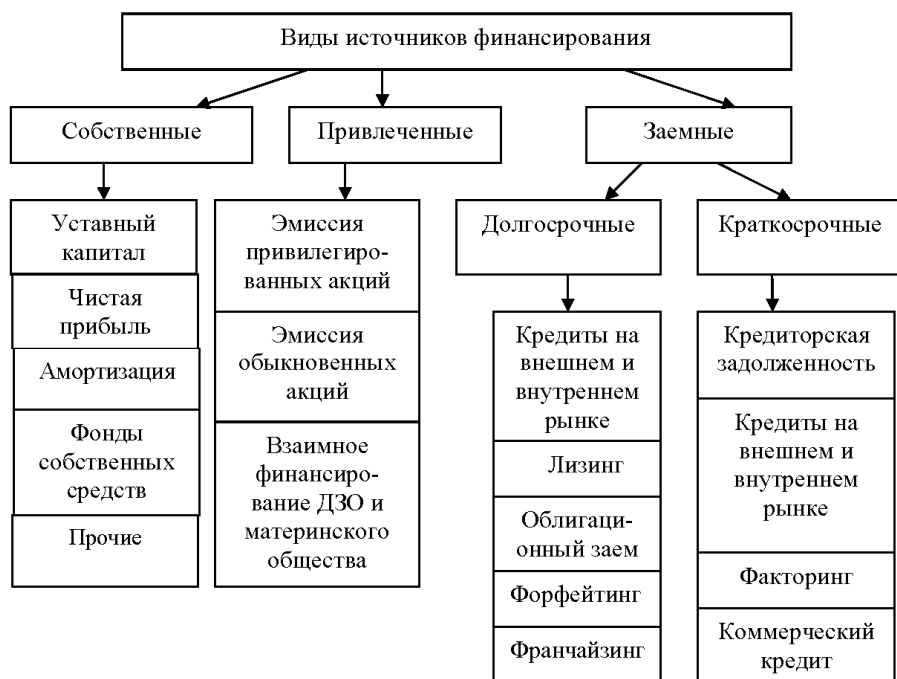 Виды источников финансирования
Собственные
Привлеченные
Заемные
Уставный
капитал
Чистая
прибыль
Амортизация
Фонды
собственных
средств
Прочие
Эмиссия
привилегиро-
ванных акций
Эмиссия
обыкновенных
акций
Взаимное
финансиро-
вание ДЗО и
материнского
общества
Долгосрочные
Кредиты на
внешнем и
внутреннем
рынке
Лизинг
Облигаци-
онный заем
Форфейтинг
Франчайзинг
Краткосрочные
Кредиторская
задолженность
Кредиты на
внешнем и
внутреннем
рынке
Факторинг
Коммерческий
кредит